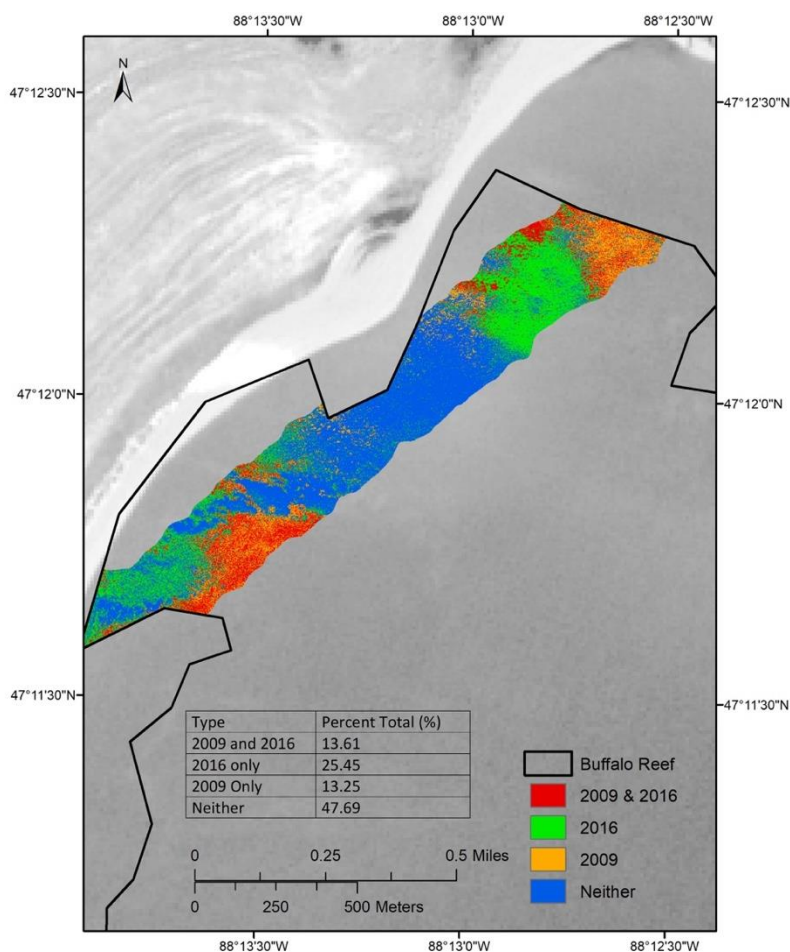 88°13'30"W 88°13'0"W 88°12'30"W
N
47°12'30"N 47°12'30"N
47°12'0"N 47°12'0"N
47°11'30"N 47°11'30"N
Type Percent Total (%)
2009 and 2016 13.61
2016 only 25.45
2009 Only 13.25
Neither 47.69
Buffalo Reef
2009 & 2016
2016
2009
Neither
0 0.25 0.5 Miles
0 250 500 Meters
88°13'30"W 88°13'0"W 88°12'30"W